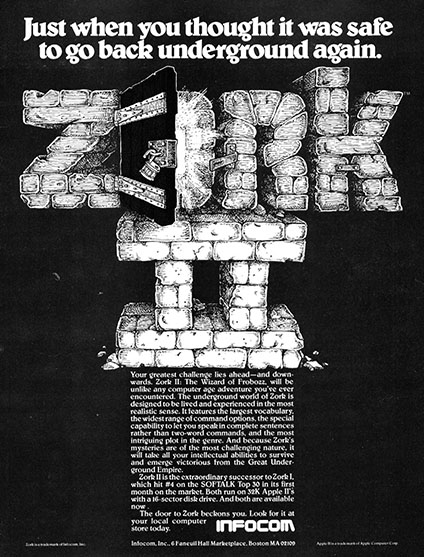 Just when you thought it was safe
to go back underground again.
ZORK
II
Your greatest challenge lies ahead—and down-
wards. Zork II: The Wizard of Frobozz, will be
unlike any computer age adventure you've ever
encountered. The underground world of Zork is
designed to be lived and experienced in the most
realistic sense. It features the largest vocabulary,
the widest range of command options, the special
capability to let you speak in complete sentences
rather than two-word commands, and the most
intriguing plot in the genre. And because Zork's
mysteries are of the most challenging nature, it
will take all your intellectual abilities to survive
and emerge victorious from the Great Under-
ground Empire.
Zork II is the extraordinary successor to Zork I,
which hit #4 on the SOFTALK Top 30 in its first
month on the market. Both run on 32K Apple II's
with a 16-sector disk drive. And both are available
now.
The door to Zork beckons you. Look for it at
your local computer
store today.
INFOCOM
Zork is a trademark of Infocom, Inc.
Infocom, Inc., 6 Faneuil Hall Marketplace, Boston MA 02109
Apple II is a trademark of Apple Computer Corp.